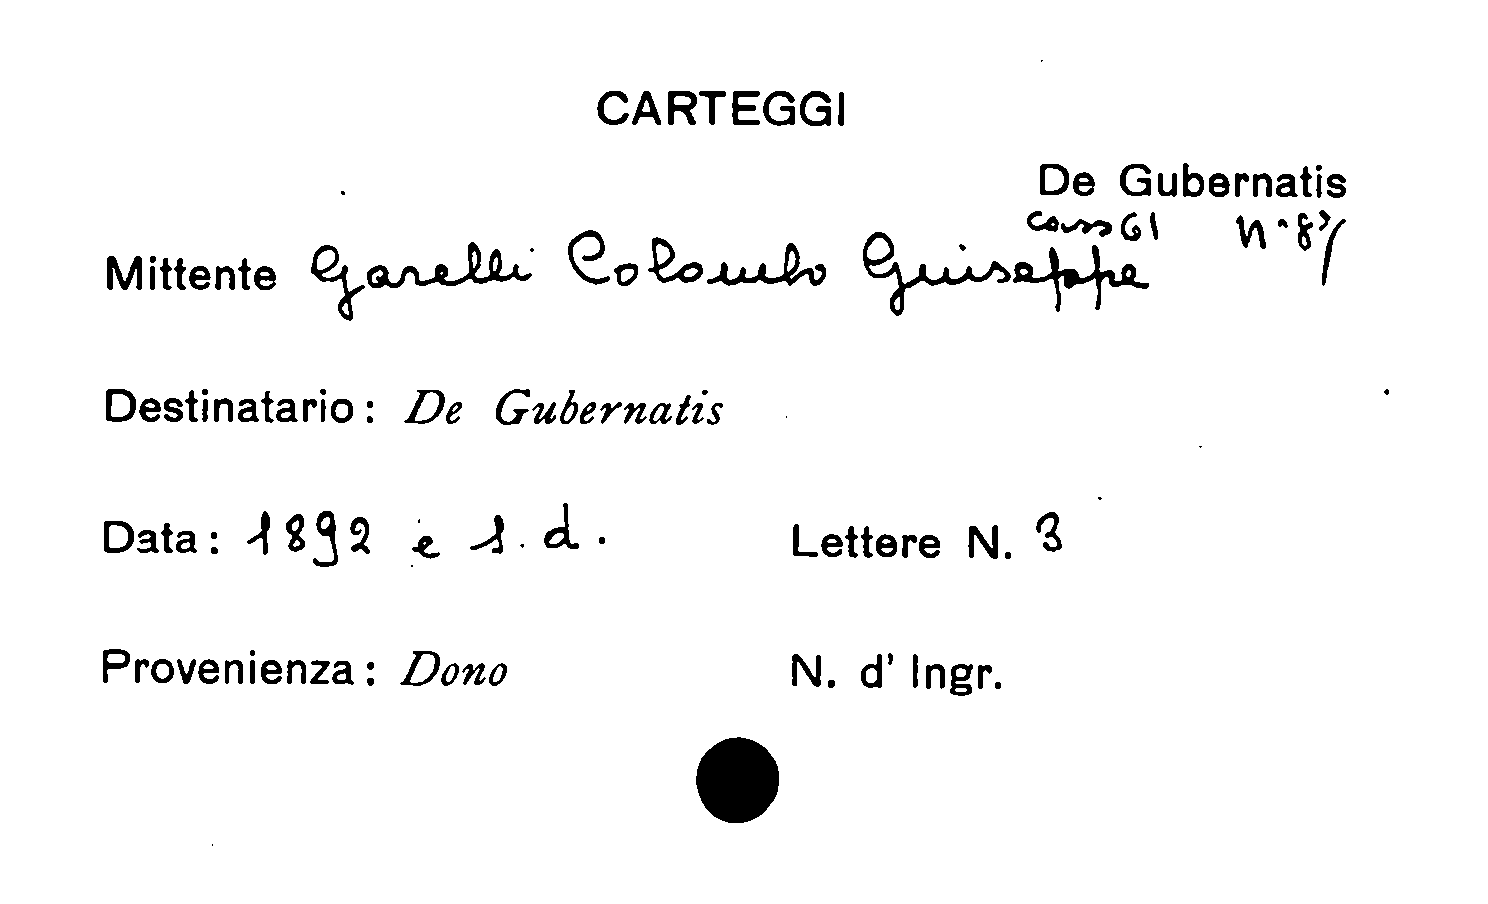 CARTEGGI
De Gubernatis
cass 61 n. 87
Mittente Garelli Colombo Giuseppe
Destinatario: De Gubernatis
Data: 1892 e s.d. Lettere N. 3
Provenienza: Dono N. d' Ingr.